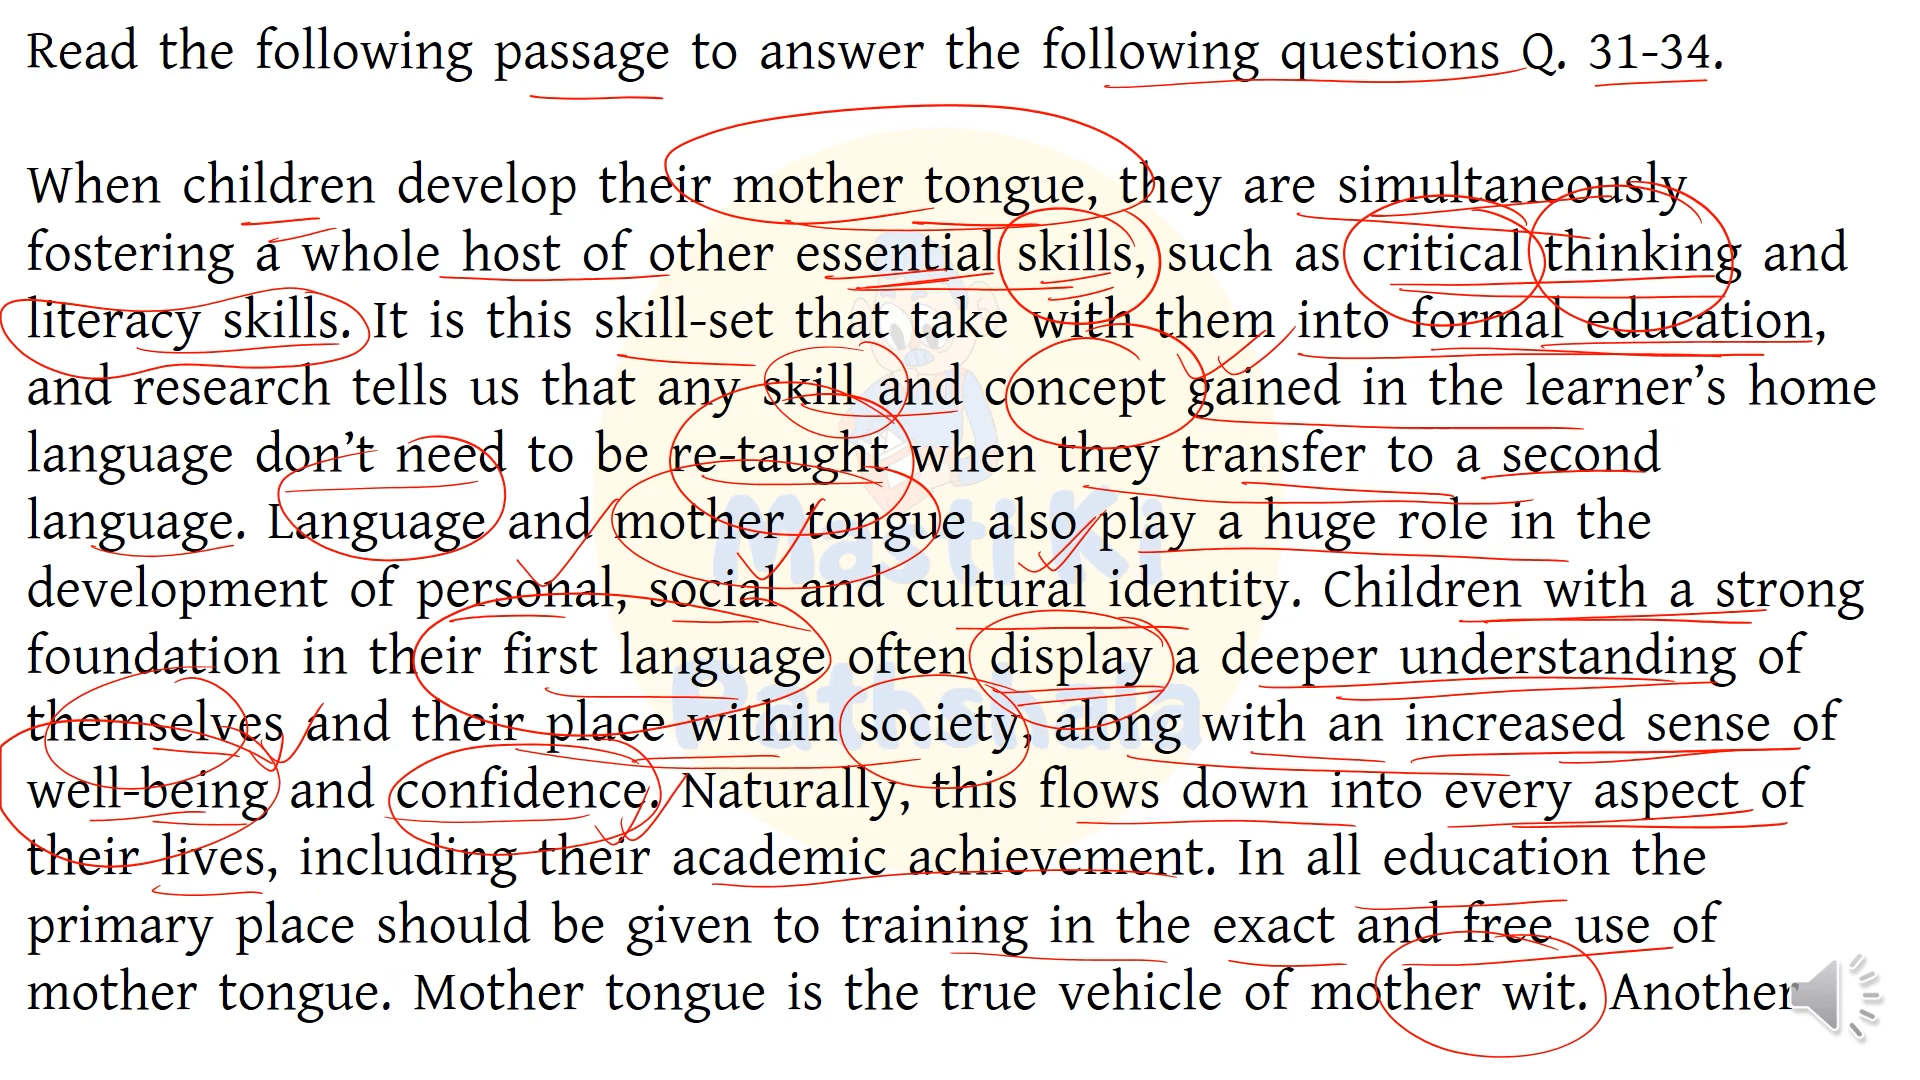 Read the following passage to answer the following questions Q. 31-34.
When children develop their mother tongue, they are simultaneously
fostering a whole host of other essential skills, such as critical thinking and
literacy skills. It is this skill-set that take with them into formal education,
and research tells us that any skill and concept gained in the learner’s home
language don’t need to be re-taught when they transfer to a second
language. Language and mother tongue also play a huge role in the
development of personal, social and cultural identity. Children with a strong
foundation in their first language often display a deeper understanding of
themselves and their place within society, along with an increased sense of
well-being and confidence. Naturally, this flows down into every aspect of
their lives, including their academic achievement. In all education the
primary place should be given to training in the exact and free use of
mother tongue. Mother tongue is the true vehicle of mother wit. Another
Masti Ki
Pathshala